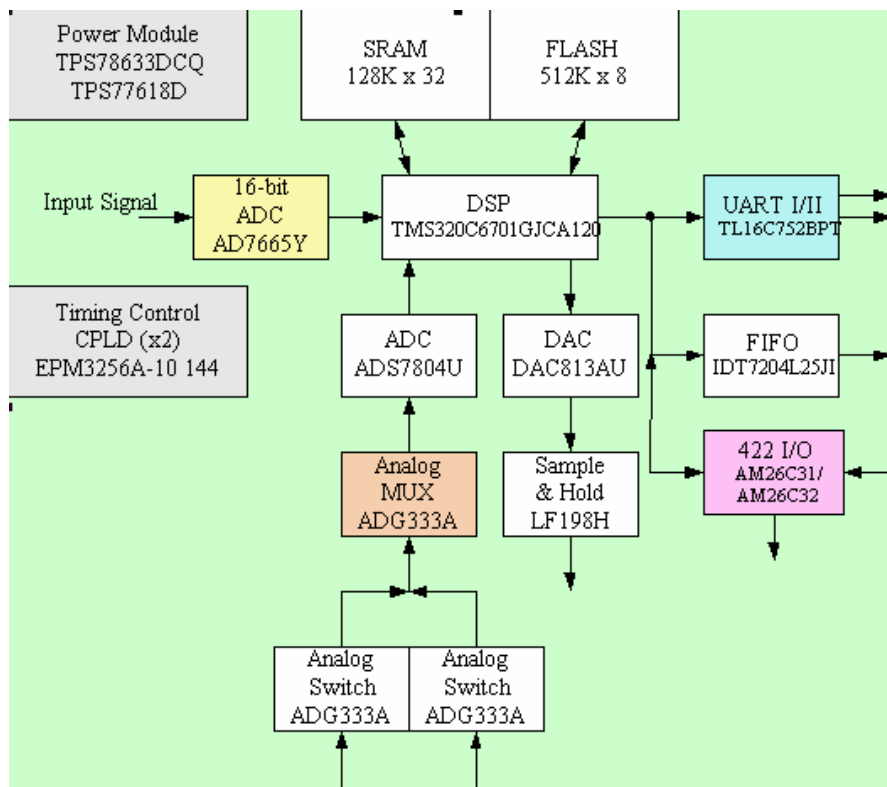 Power Module
TPS78633DCQ
TPS77618D
SRAM
128K x 32
FLASH
512K x 8
Input Signal
16-bit
ADC
AD7665Y
DSP
TMS320C6701GJCA120
UART I/II
TL16C752BPT
Timing Control
CPLD (x2)
EPM3256A-10 144
ADC
ADS7804U
DAC
DAC813AU
FIFO
IDT7204L25JI
Analog
MUX
ADG333A
Sample
& Hold
LF198H
422 I/O
AM26C31/
AM26C32
Analog
Switch
ADG333A
Analog
Switch
ADG333A